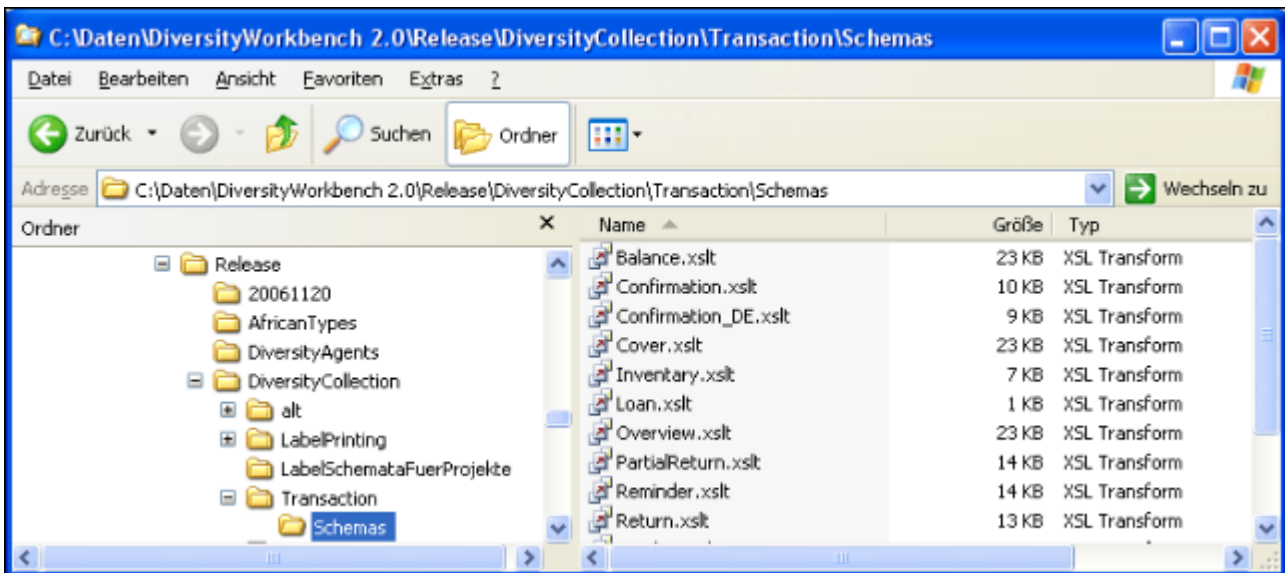 C:\Daten\DiversityWorkbench 2.0\Release\DiversityCollection\Transaction\Schemas
Datei Bearbeiten Ansicht Favoriten Extras ?
Zurück Suchen Ordner
Adresse C:\Daten\DiversityWorkbench 2.0\Release\DiversityCollection\Transaction\Schemas Wechseln zu
Ordner
Release
20061120
AfricanTypes
DiversityAgents
DiversityCollection
alt
LabelPrinting
LabelSchemataFuerProjekte
Transaction
Schemas
Name Größe Typ
Balance.xslt 23 KB XSL Transform
Confirmation.xslt 10 KB XSL Transform
Confirmation_DE.xslt 9 KB XSL Transform
Cover.xslt 23 KB XSL Transform
Inventary.xslt 7 KB XSL Transform
Loan.xslt 1 KB XSL Transform
Overview.xslt 23 KB XSL Transform
PartialReturn.xslt 14 KB XSL Transform
Reminder.xslt 14 KB XSL Transform
Return.xslt 13 KB XSL Transform